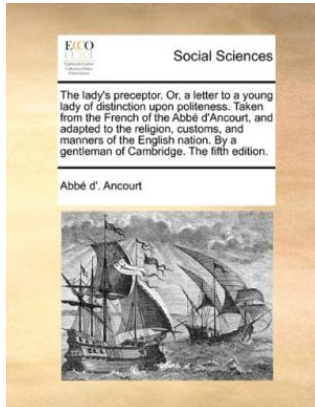 ECCO
Social Sciences
The lady's preceptor. Or, a letter to a young
lady of distinction upon politeness. Taken
from the French of the Abbé d'Ancourt, and
adapted to the religion, customs, and
manners of the English nation. By a
gentleman of Cambridge. The fifth edition.
Abbé d'. Ancourt